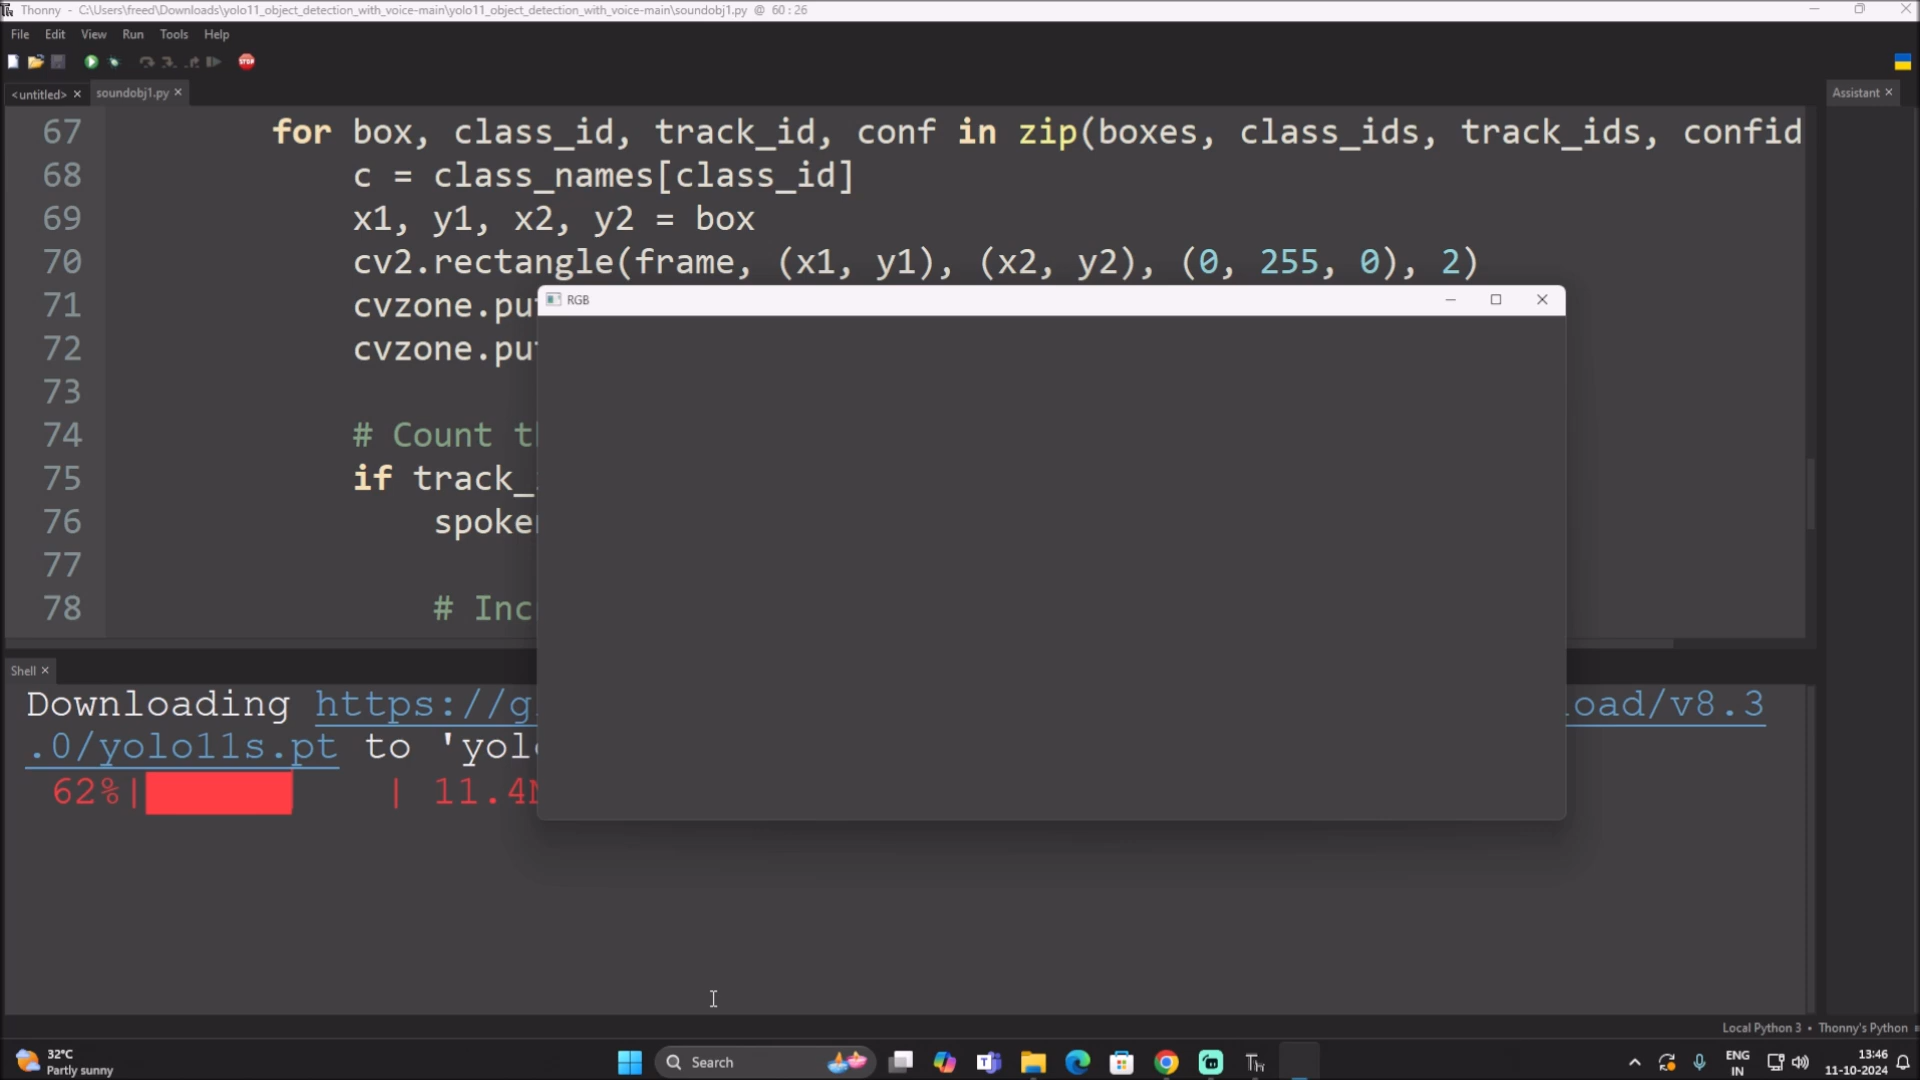 Thonny - C:\Users\freed\Downloads\yolo11_object_detection_with_voice-main\yolo11_object_detection_with_voice-main\soundobj1.py @ 60 : 26
File Edit View Run Tools Help
STOP
<untitled> × soundobj1.py ×
Assistant ×
67 for box, class_id, track_id, conf in zip(boxes, class_ids, track_ids, confid
68 c = class_names[class_id]
69 x1, y1, x2, y2 = box
70 cv2.rectangle(frame, (x1, y1), (x2, y2), (0, 255, 0), 2)
71 cvzone.pu
72 cvzone.pu
73
74 # Count t
75 if track_
76 spoke
77
78 # Inc
RGB
Shell ×
Downloading https://g load/v8.3
.0/yolo11s.pt to 'yol
62%| | 11.4
Local Python 3 • Thonny's Python
32°C
Partly sunny
Search
ENG
IN
13:46
11-10-2024